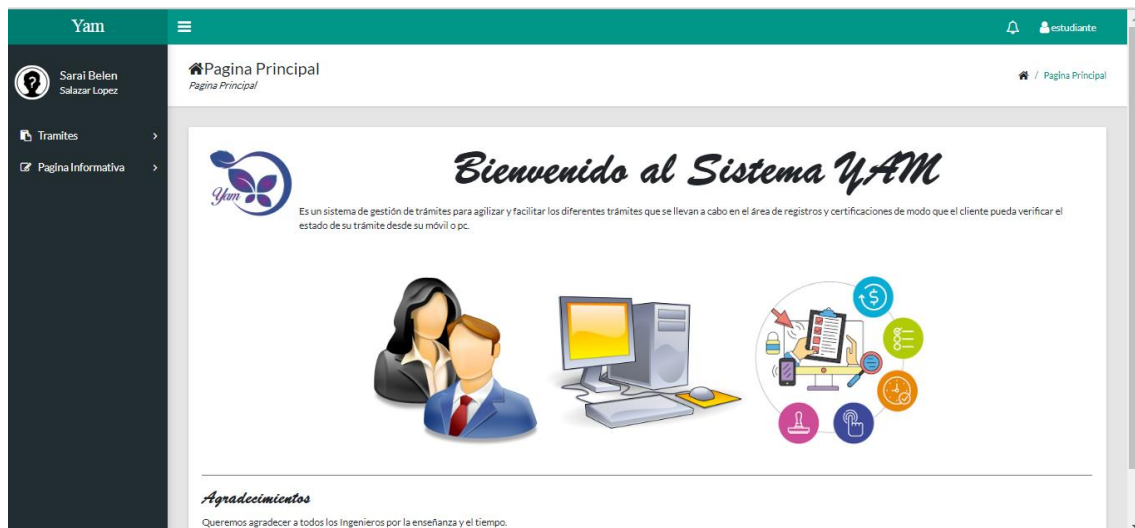 Yam
estudiante
Sarai Belen
Salazar Lopez
Pagina Principal
Pagina Principal
/ Pagina Principal
Tramites
Pagina Informativa
Yam
Bienvenido al Sistema YAM
Es un sistema de gestión de trámites para agilizar y facilitar los diferentes trámites que se llevan a cabo en el área de registros y certificaciones de modo que el cliente pueda verificar el
estado de su trámite desde su móvil o pc.
Agradecimientos
Queremos agradecer a todos los Ingenieros por la enseñanza y el tiempo.